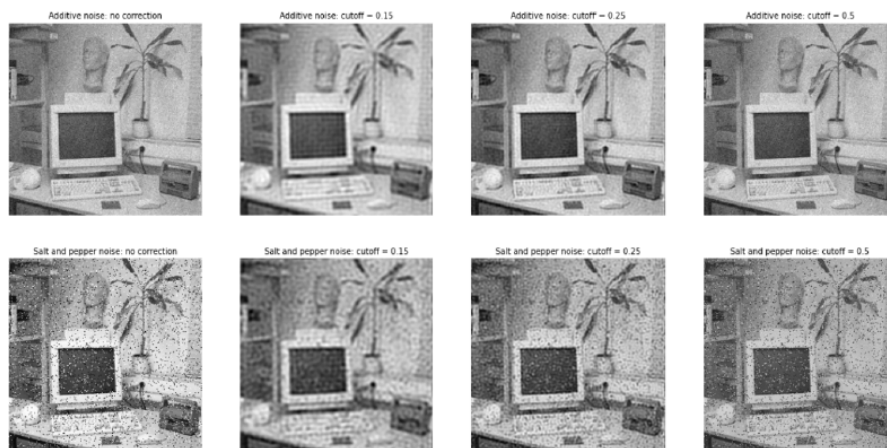 Additive noise: no correction
Additive noise: cutoff = 0.15
Additive noise: cutoff = 0.25
Additive noise: cutoff = 0.5
Salt and pepper noise: no correction
Salt and pepper noise: cutoff = 0.15
Salt and pepper noise: cutoff = 0.25
Salt and pepper noise: cutoff = 0.5